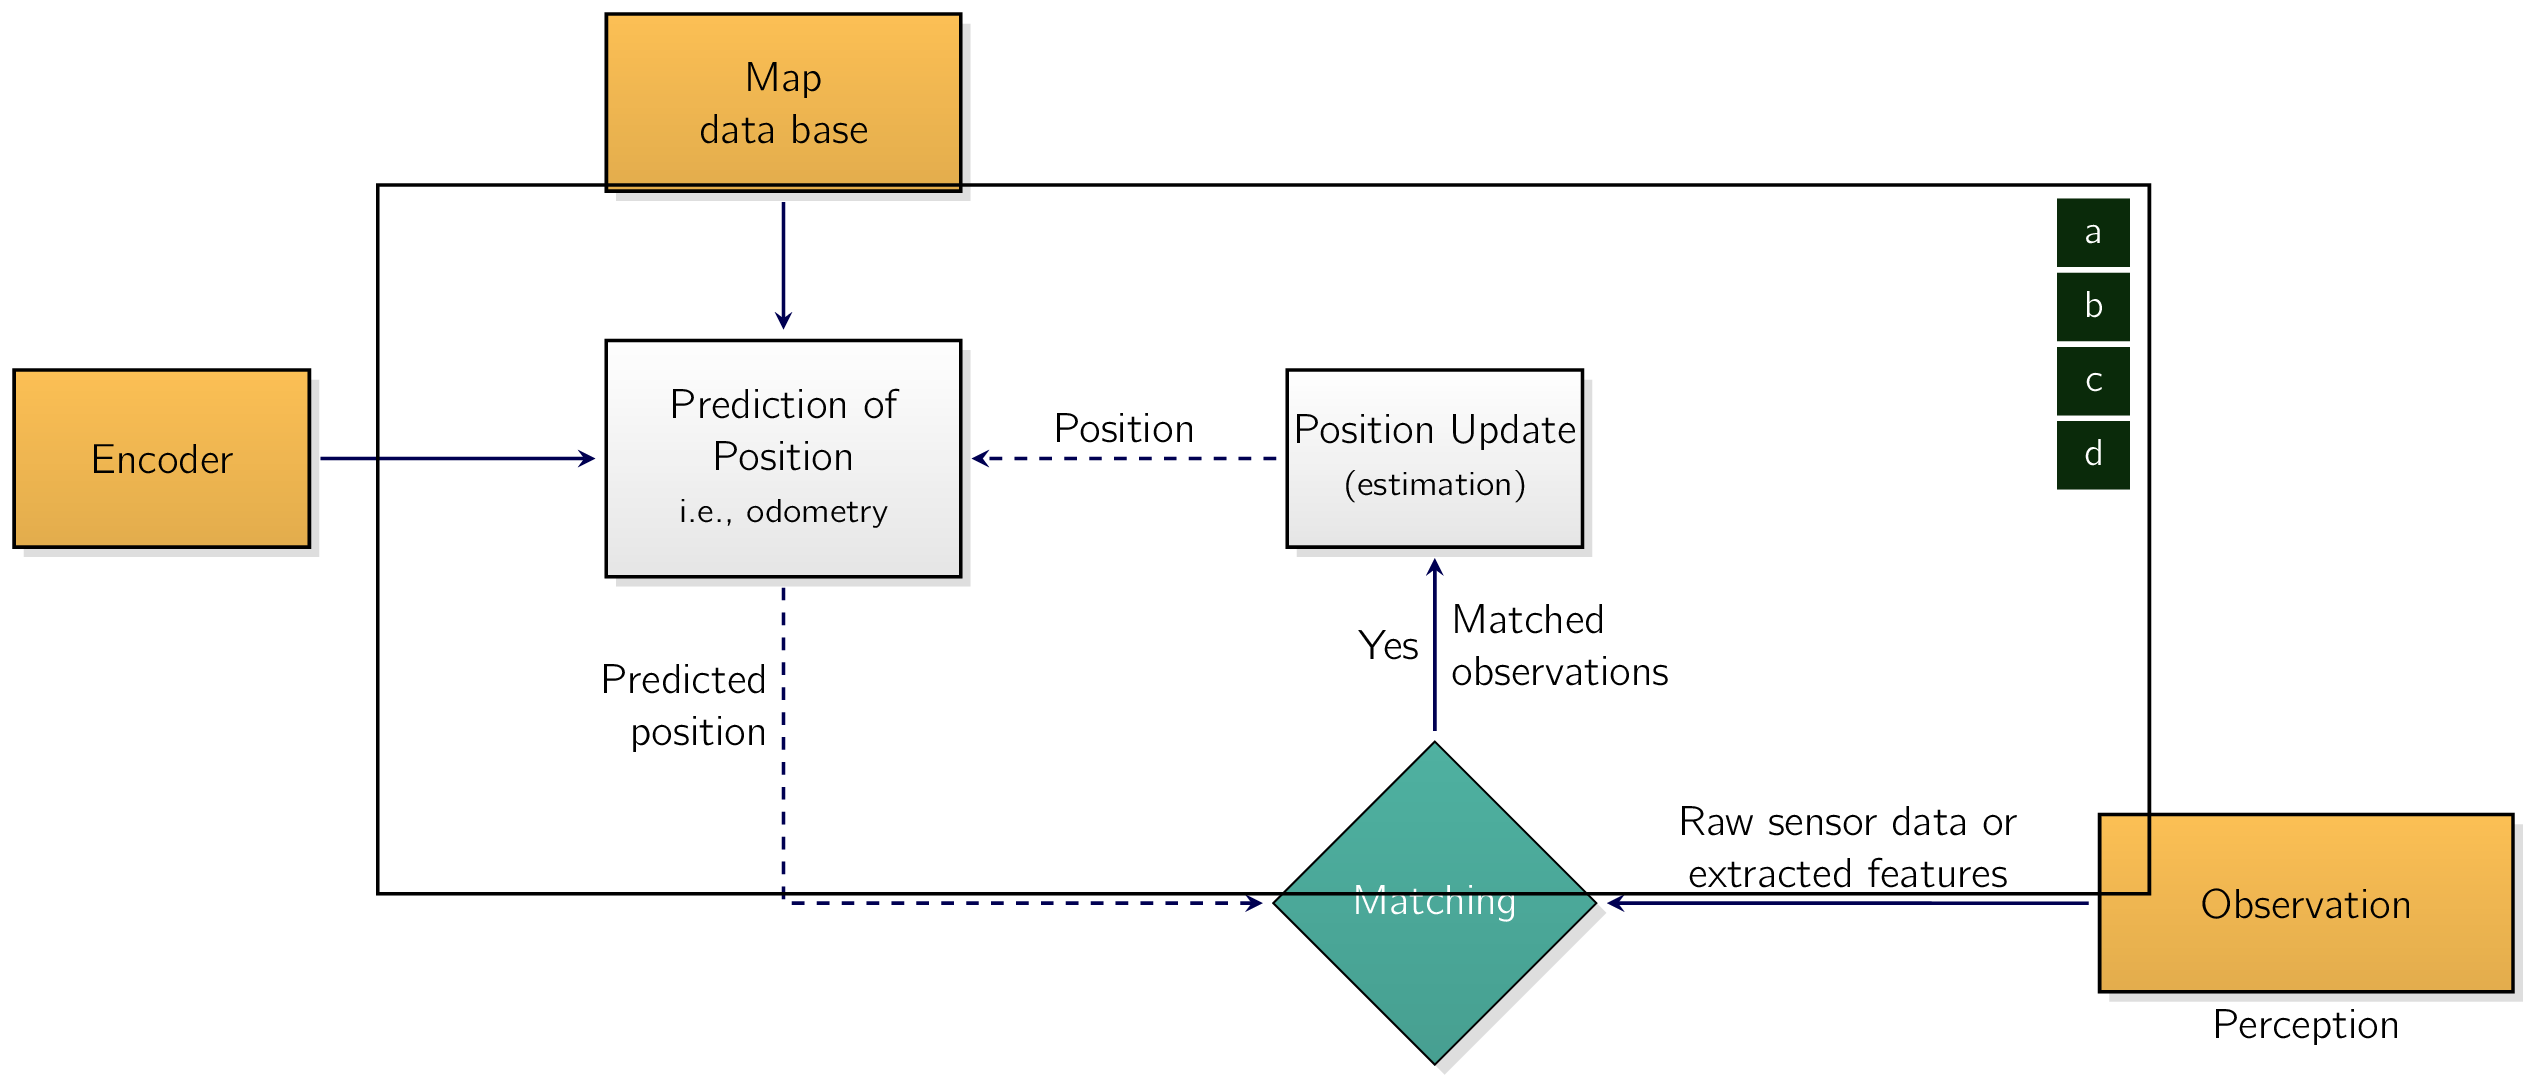 Map
data base
a
b
c
d
Encoder
Prediction of
Position
i.e., odometry
Position
Position Update
(estimation)
Yes
Matched
observations
Predicted
position
Raw sensor data or
extracted features
Matching
Observation
Perception